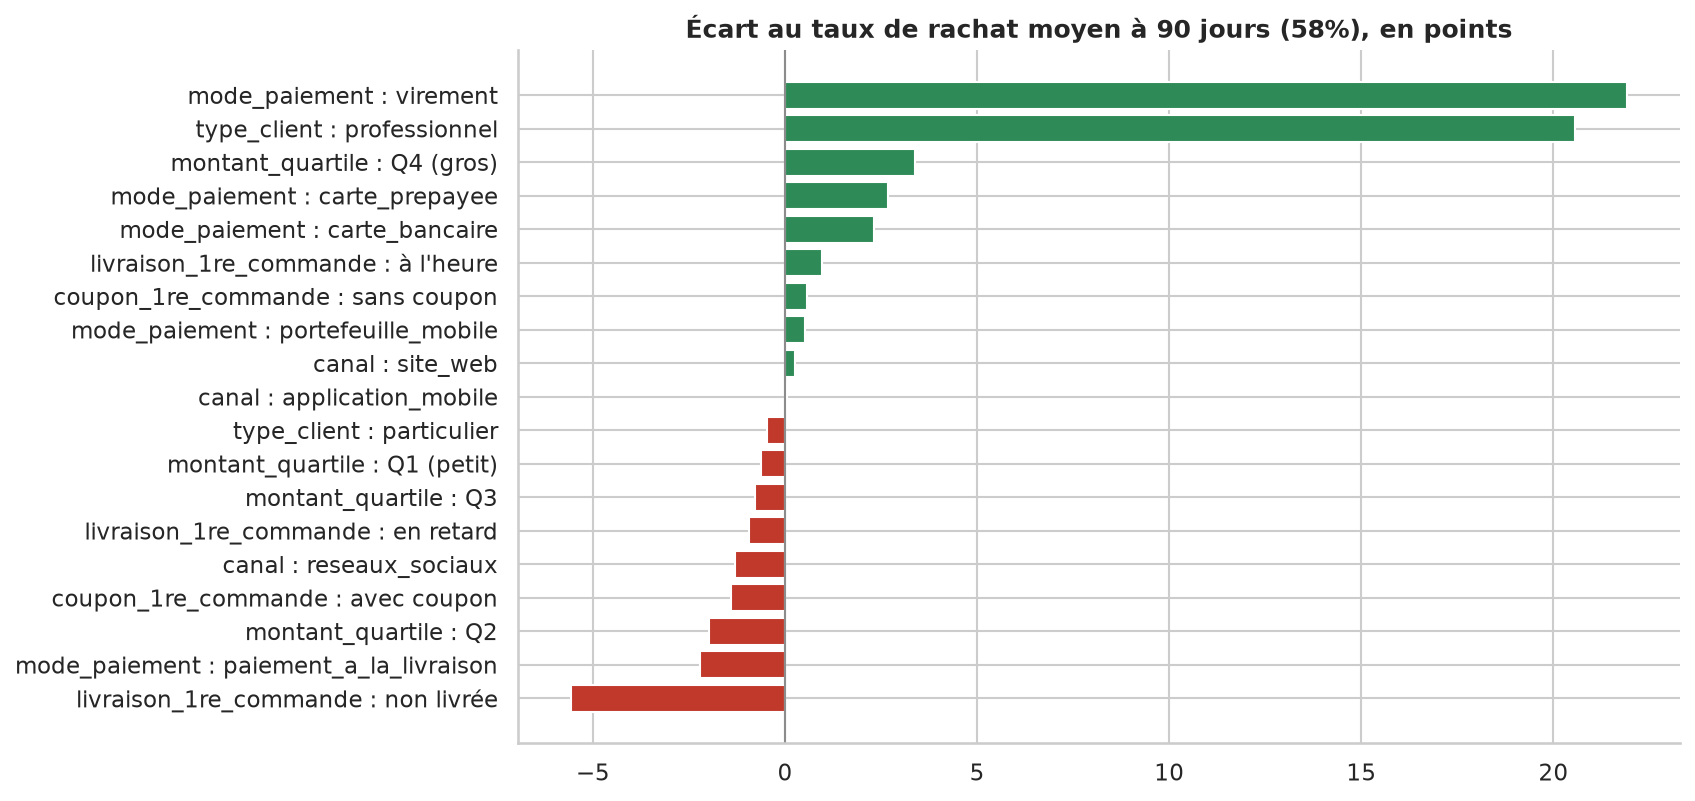 Écart au taux de rachat moyen à 90 jours (58%), en points
mode_paiement : virement
type_client : professionnel
montant_quartile : Q4 (gros)
mode_paiement : carte_prepayee
mode_paiement : carte_bancaire
livraison_1re_commande : à l'heure
coupon_1re_commande : sans coupon
mode_paiement : portefeuille_mobile
canal : site_web
canal : application_mobile
type_client : particulier
montant_quartile : Q1 (petit)
montant_quartile : Q3
livraison_1re_commande : en retard
canal : reseaux_sociaux
coupon_1re_commande : avec coupon
montant_quartile : Q2
mode_paiement : paiement_a_la_livraison
livraison_1re_commande : non livrée
−5 0 5 10 15 20